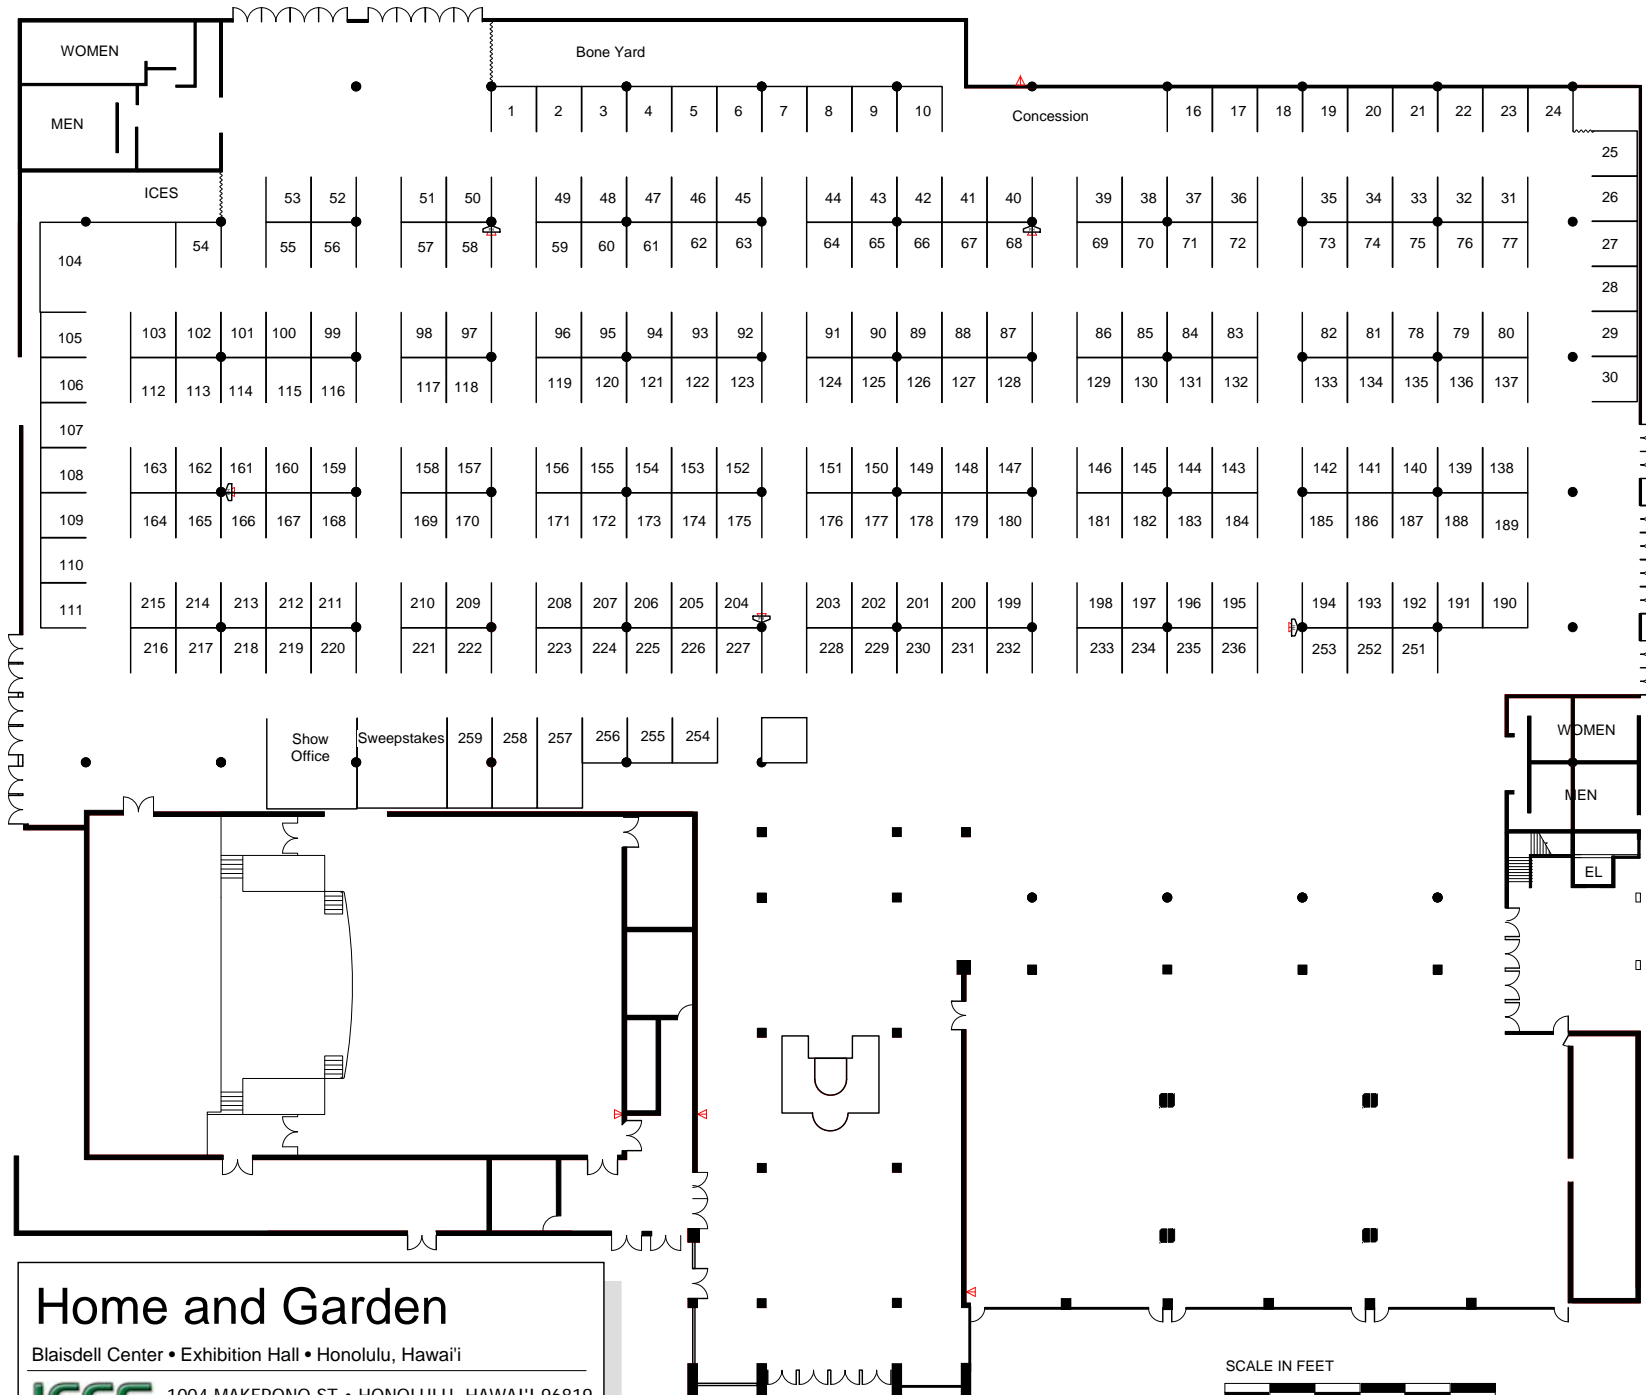 WOMEN
Bone Yard
MEN
1 2 3 4 5 6 7 8 9 10
Concession
16 17 18 19 20 21 22 23 24
25
ICES
53 52 51 50 49 48 47 46 45 44 43 42 41 40 39 38 37 36 35 34 33 32 31
26
54 55 56 57 58 59 60 61 62 63 64 65 66 67 68 69 70 71 72 73 74 75 76 77
27
104
28
105
103 102 101 100 99 98 97 96 95 94 93 92 91 90 89 88 87 86 85 84 83 82 81 78 79 80
29
106
112 113 114 115 116 117 118 119 120 121 122 123 124 125 126 127 128 129 130 131 132 133 134 135 136 137
30
107
108
163 162 161 160 159 158 157 156 155 154 153 152 151 150 149 148 147 146 145 144 143 142 141 140 139 138
109
164 165 166 167 168 169 170 171 172 173 174 175 176 177 178 179 180 181 182 183 184 185 186 187 188 189
110
111
215 214 213 212 211 210 209 208 207 206 205 204 203 202 201 200 199 198 197 196 195 194 193 192 191 190
216 217 218 219 220 221 222 223 224 225 226 227 228 229 230 231 232 233 234 235 236 253 252 251
Show
Office
Sweepstakes
259 258 257 256 255 254
WOMEN
MEN
EL
Home and Garden
Blaisdell Center • Exhibition Hall • Honolulu, Hawai'i
SCALE IN FEET